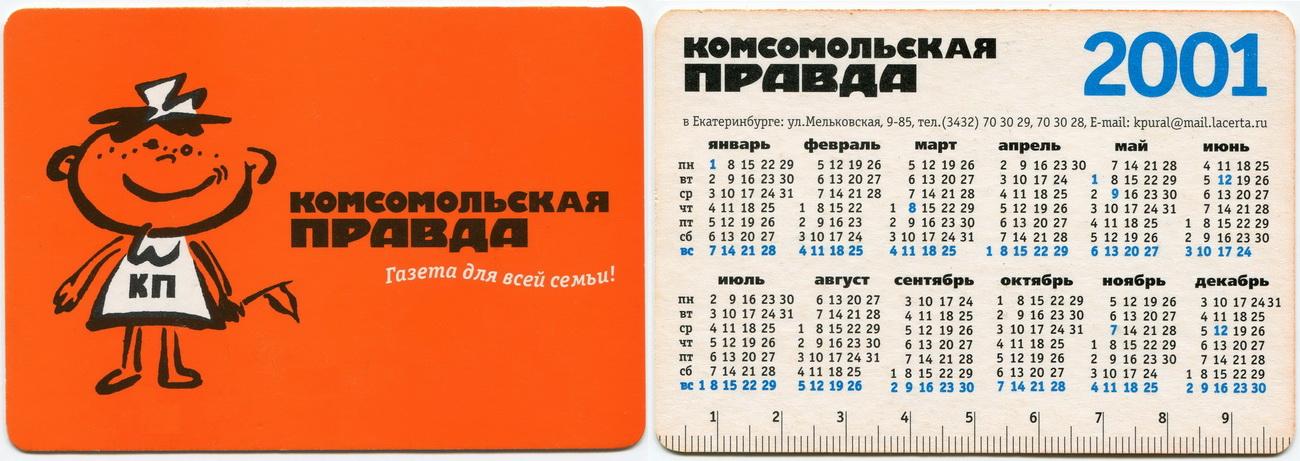 КП
КОМСОМОЛЬСКАЯ
ПРАВДА
Газета для всей семьи!
КОМСОМОЛЬСКАЯ
ПРАВДА
2001
в Екатеринбурге: ул.Мельковская, 9-85, тел.(3432) 70 30 29, 70 30 28, E-mail: kpural@mail.lacerta.ru
январь февраль март апрель май июнь
пн 1 8 15 22 29 5 12 19 26 5 12 19 26 2 9 16 23 30 7 14 21 28 4 11 18 25
вт 2 9 16 23 30 6 13 20 27 6 13 20 27 3 10 17 24 1 8 15 22 29 5 12 19 26
ср 3 10 17 24 31 7 14 21 28 7 14 21 28 4 11 18 25 2 9 16 23 30 6 13 20 27
чт 4 11 18 25 1 8 15 22 1 8 15 22 29 5 12 19 26 3 10 17 24 31 7 14 21 28
пт 5 12 19 26 2 9 16 23 2 9 16 23 30 6 13 20 27 4 11 18 25 1 8 15 22 29
сб 6 13 20 27 3 10 17 24 3 10 17 24 31 7 14 21 28 5 12 19 26 2 9 16 23 30
вс 7 14 21 28 4 11 18 25 4 11 18 25 1 8 15 22 29 6 13 20 27 3 10 17 24
июль август сентябрь октябрь ноябрь декабрь
пн 2 9 16 23 30 6 13 20 27 3 10 17 24 1 8 15 22 29 5 12 19 26 3 10 17 24 31
вт 3 10 17 24 31 7 14 21 28 4 11 18 25 2 9 16 23 30 6 13 20 27 4 11 18 25
ср 4 11 18 25 1 8 15 22 29 5 12 19 26 3 10 17 24 31 7 14 21 28 5 12 19 26
чт 5 12 19 26 2 9 16 23 30 6 13 20 27 4 11 18 25 1 8 15 22 29 6 13 20 27
пт 6 13 20 27 3 10 17 24 31 7 14 21 28 5 12 19 26 2 9 16 23 30 7 14 21 28
сб 7 14 21 28 4 11 18 25 1 8 15 22 29 6 13 20 27 3 10 17 24 1 8 15 22 29
вс 1 8 15 22 29 5 12 19 26 2 9 16 23 30 7 14 21 28 4 11 18 25 2 9 16 23 30
1 2 3 4 5 6 7 8 9